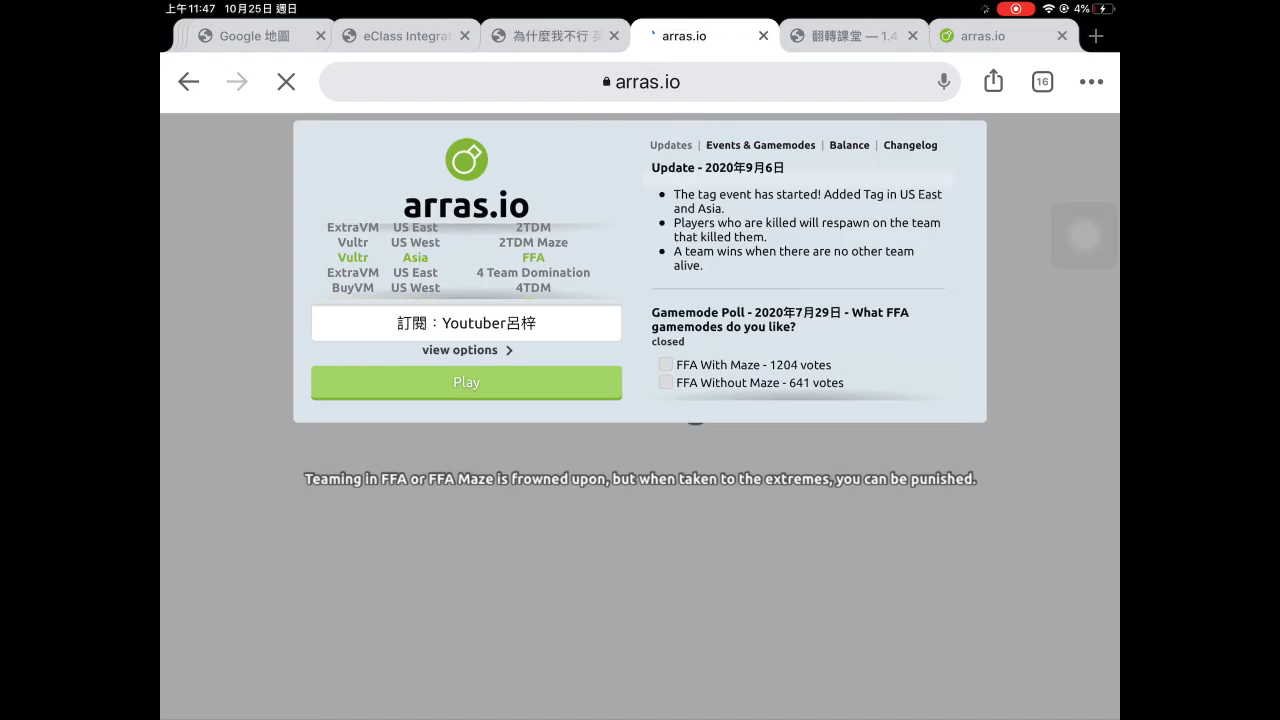 上午11:47 10月25日 週日
4%
Google 地圖
eClass Integrat
為什麼我不行 英
arras.io
翻轉課堂 — 1.4
arras.io
arras.io
16
arras.io
ExtraVM US East 2TDM
Vultr US West 2TDM Maze
Vultr Asia FFA
ExtraVM US East 4 Team Domination
BuyVM US West 4TDM
訂閱：Youtuber呂梓
view options
Play
Updates | Events & Gamemodes | Balance | Changelog
Update - 2020年9月6日
The tag event has started! Added Tag in US East
and Asia.
Players who are killed will respawn on the team
that killed them.
A team wins when there are no other team
alive.
Gamemode Poll - 2020年7月29日 - What FFA
gamemodes do you like?
closed
FFA With Maze - 1204 votes
FFA Without Maze - 641 votes
Teaming in FFA or FFA Maze is frowned upon, but when taken to the extremes, you can be punished.